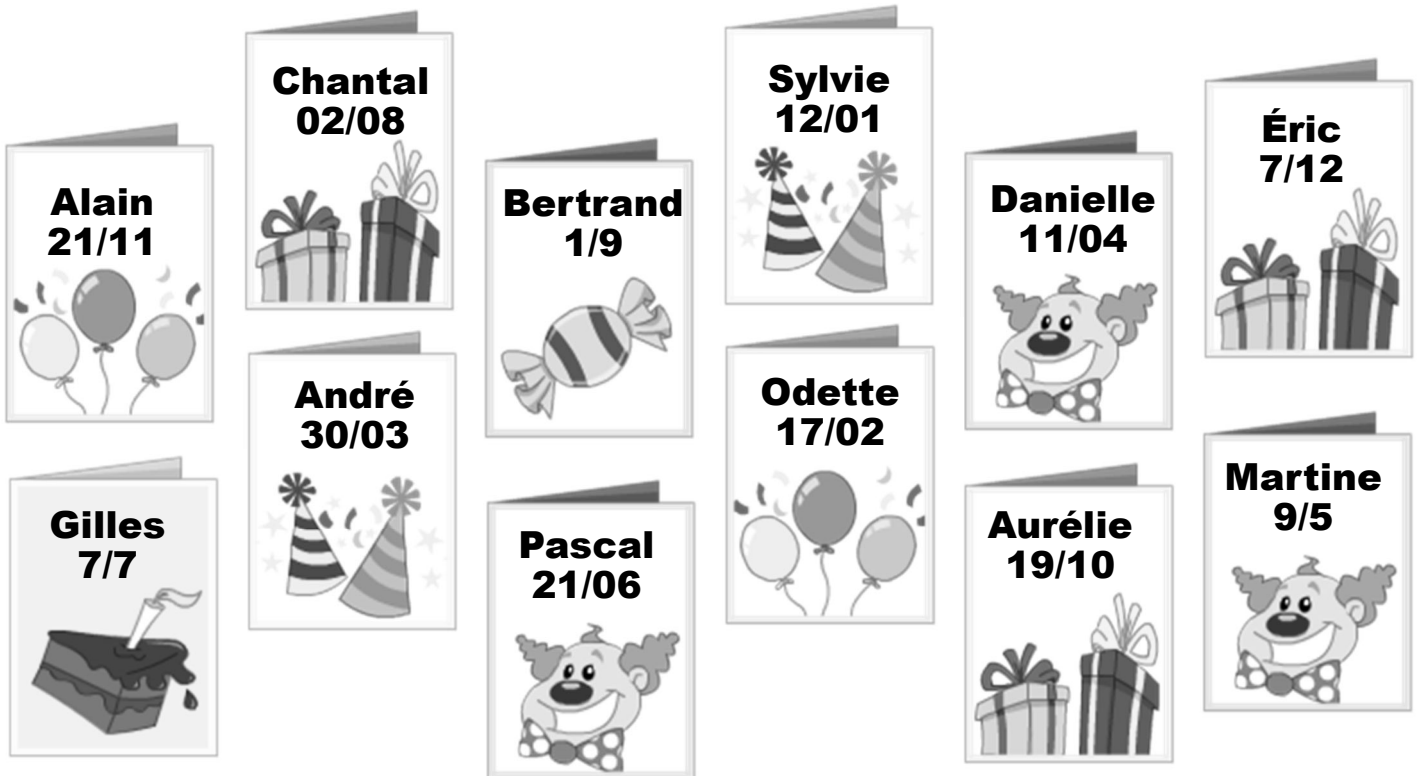 Chantal
02/08
Sylvie
12/01
Éric
7/12
Alain
21/11
Bertrand
1/9
Danielle
11/04
André
30/03
Odette
17/02
Martine
9/5
Gilles
7/7
Pascal
21/06
Aurélie
19/10